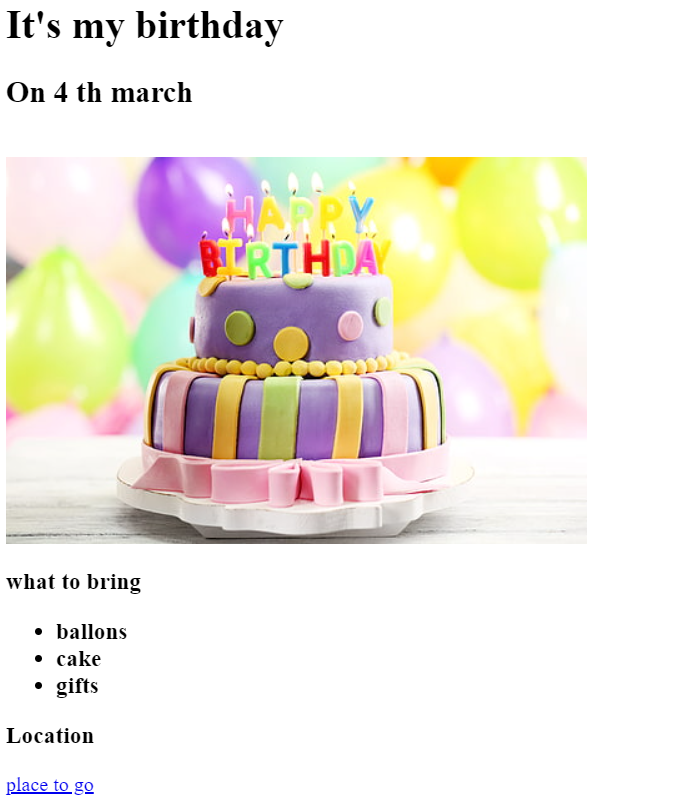 It's my birthday
On 4 th march
HAPPY
BIRTHDAY
what to bring
ballons
cake
gifts
Location
place to go